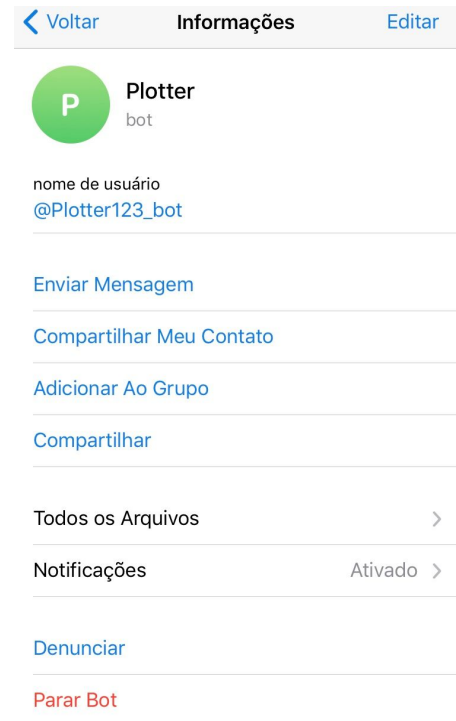 Voltar Informações Editar
P
Plotter
bot
nome de usuário
@Plotter123_bot
Enviar Mensagem
Compartilhar Meu Contato
Adicionar Ao Grupo
Compartilhar
Todos os Arquivos
Notificações Ativado
Denunciar
Parar Bot